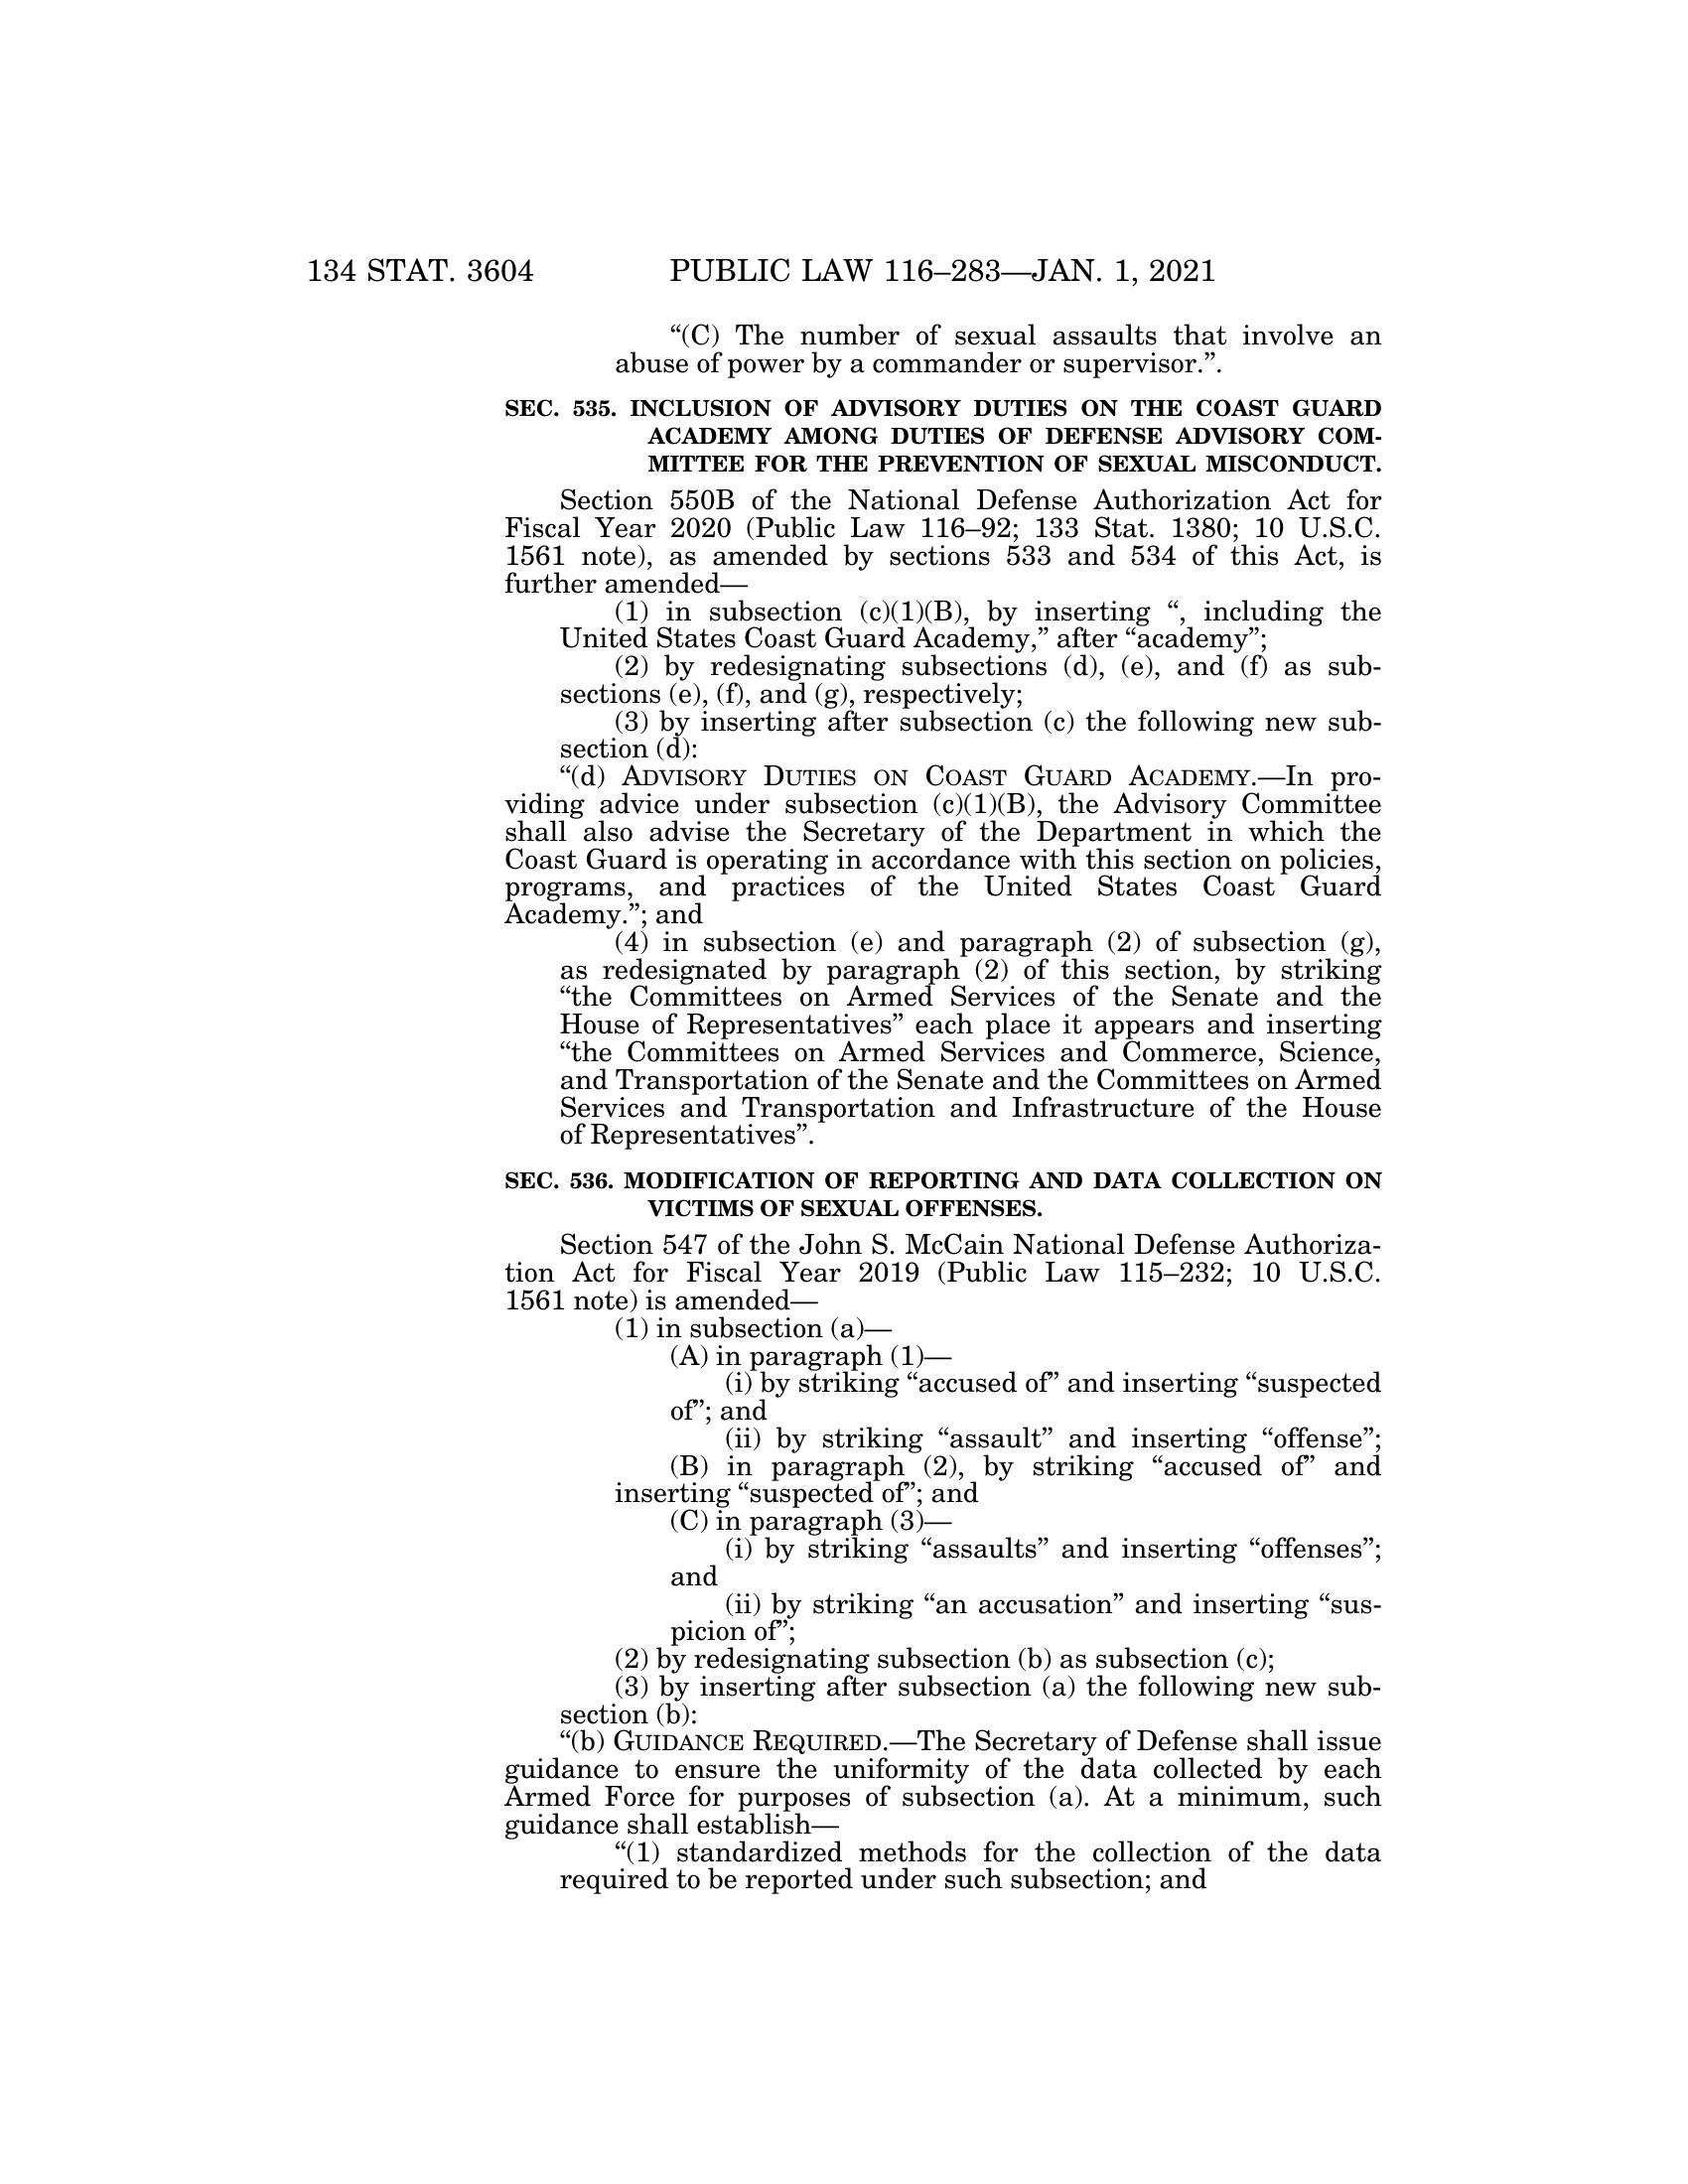 134 STAT. 3604 PUBLIC LAW 116–283—JAN. 1, 2021
“(C) The number of sexual assaults that involve an
abuse of power by a commander or supervisor.”.
SEC. 535. INCLUSION OF ADVISORY DUTIES ON THE COAST GUARD
ACADEMY AMONG DUTIES OF DEFENSE ADVISORY COM-
MITTEE FOR THE PREVENTION OF SEXUAL MISCONDUCT.
Section 550B of the National Defense Authorization Act for
Fiscal Year 2020 (Public Law 116–92; 133 Stat. 1380; 10 U.S.C.
1561 note), as amended by sections 533 and 534 of this Act, is
further amended—
(1) in subsection (c)(1)(B), by inserting “, including the
United States Coast Guard Academy,” after “academy”;
(2) by redesignating subsections (d), (e), and (f) as sub-
sections (e), (f), and (g), respectively;
(3) by inserting after subsection (c) the following new sub-
section (d):
“(d) ADVISORY DUTIES ON COAST GUARD ACADEMY.—In pro-
viding advice under subsection (c)(1)(B), the Advisory Committee
shall also advise the Secretary of the Department in which the
Coast Guard is operating in accordance with this section on policies,
programs, and practices of the United States Coast Guard
Academy.”; and
(4) in subsection (e) and paragraph (2) of subsection (g),
as redesignated by paragraph (2) of this section, by striking
“the Committees on Armed Services of the Senate and the
House of Representatives” each place it appears and inserting
“the Committees on Armed Services and Commerce, Science,
and Transportation of the Senate and the Committees on Armed
Services and Transportation and Infrastructure of the House
of Representatives”.
SEC. 536. MODIFICATION OF REPORTING AND DATA COLLECTION ON
VICTIMS OF SEXUAL OFFENSES.
Section 547 of the John S. McCain National Defense Authoriza-
tion Act for Fiscal Year 2019 (Public Law 115–232; 10 U.S.C.
1561 note) is amended—
(1) in subsection (a)—
(A) in paragraph (1)—
(i) by striking “accused of” and inserting “suspected
of”; and
(ii) by striking “assault” and inserting “offense”;
(B) in paragraph (2), by striking “accused of” and
inserting “suspected of”; and
(C) in paragraph (3)—
(i) by striking “assaults” and inserting “offenses”;
and
(ii) by striking “an accusation” and inserting “sus-
picion of”;
(2) by redesignating subsection (b) as subsection (c);
(3) by inserting after subsection (a) the following new sub-
section (b):
“(b) GUIDANCE REQUIRED.—The Secretary of Defense shall issue
guidance to ensure the uniformity of the data collected by each
Armed Force for purposes of subsection (a). At a minimum, such
guidance shall establish—
“(1) standardized methods for the collection of the data
required to be reported under such subsection; and